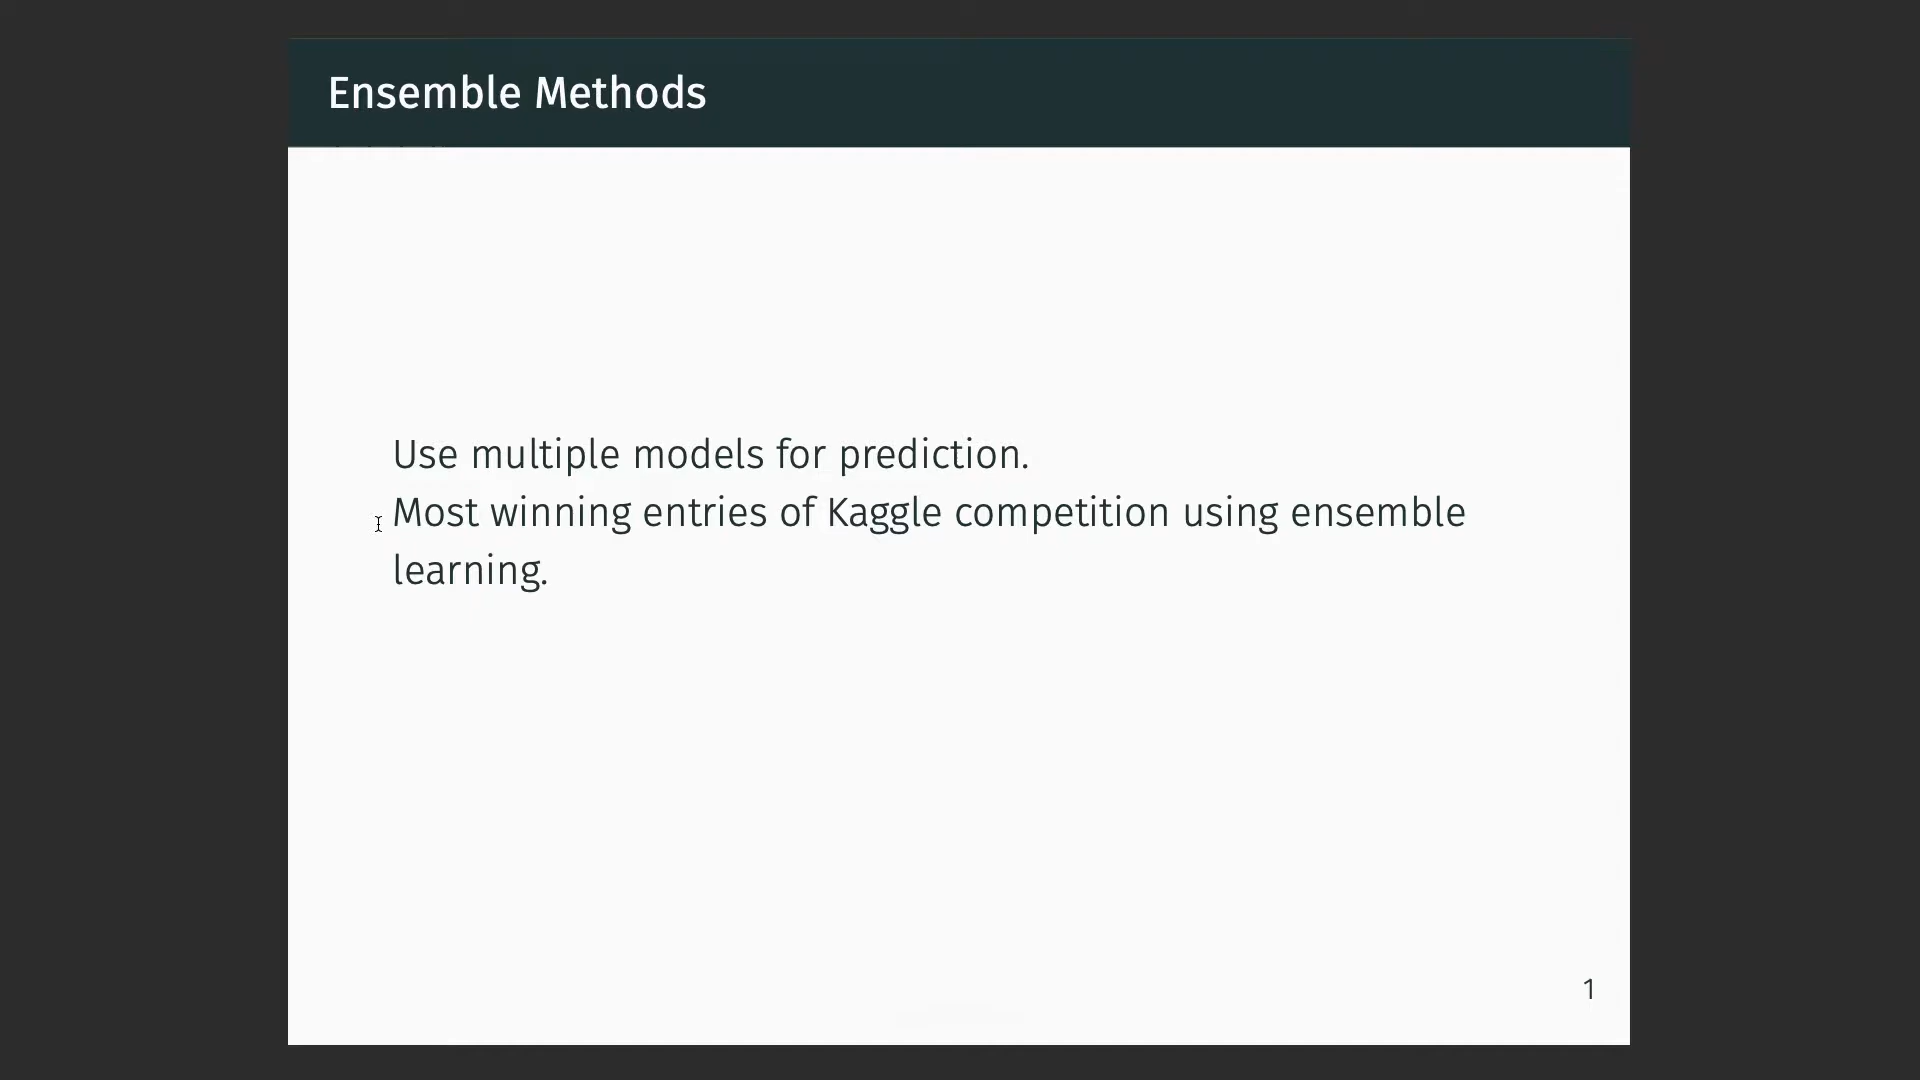 Ensemble Methods
Use multiple models for prediction.
Most winning entries of Kaggle competition using ensemble
learning.
1